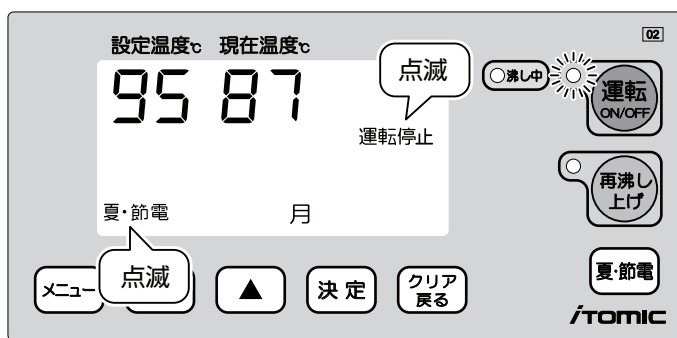 02
設定温度℃ 現在温度℃
95 87
点滅
運転停止
沸し中
運転
ON/OFF
再沸し
上げ
夏・節電 月
点滅
夏・節電
メニュー
▲
決定
クリア
戻る
iTOMIC